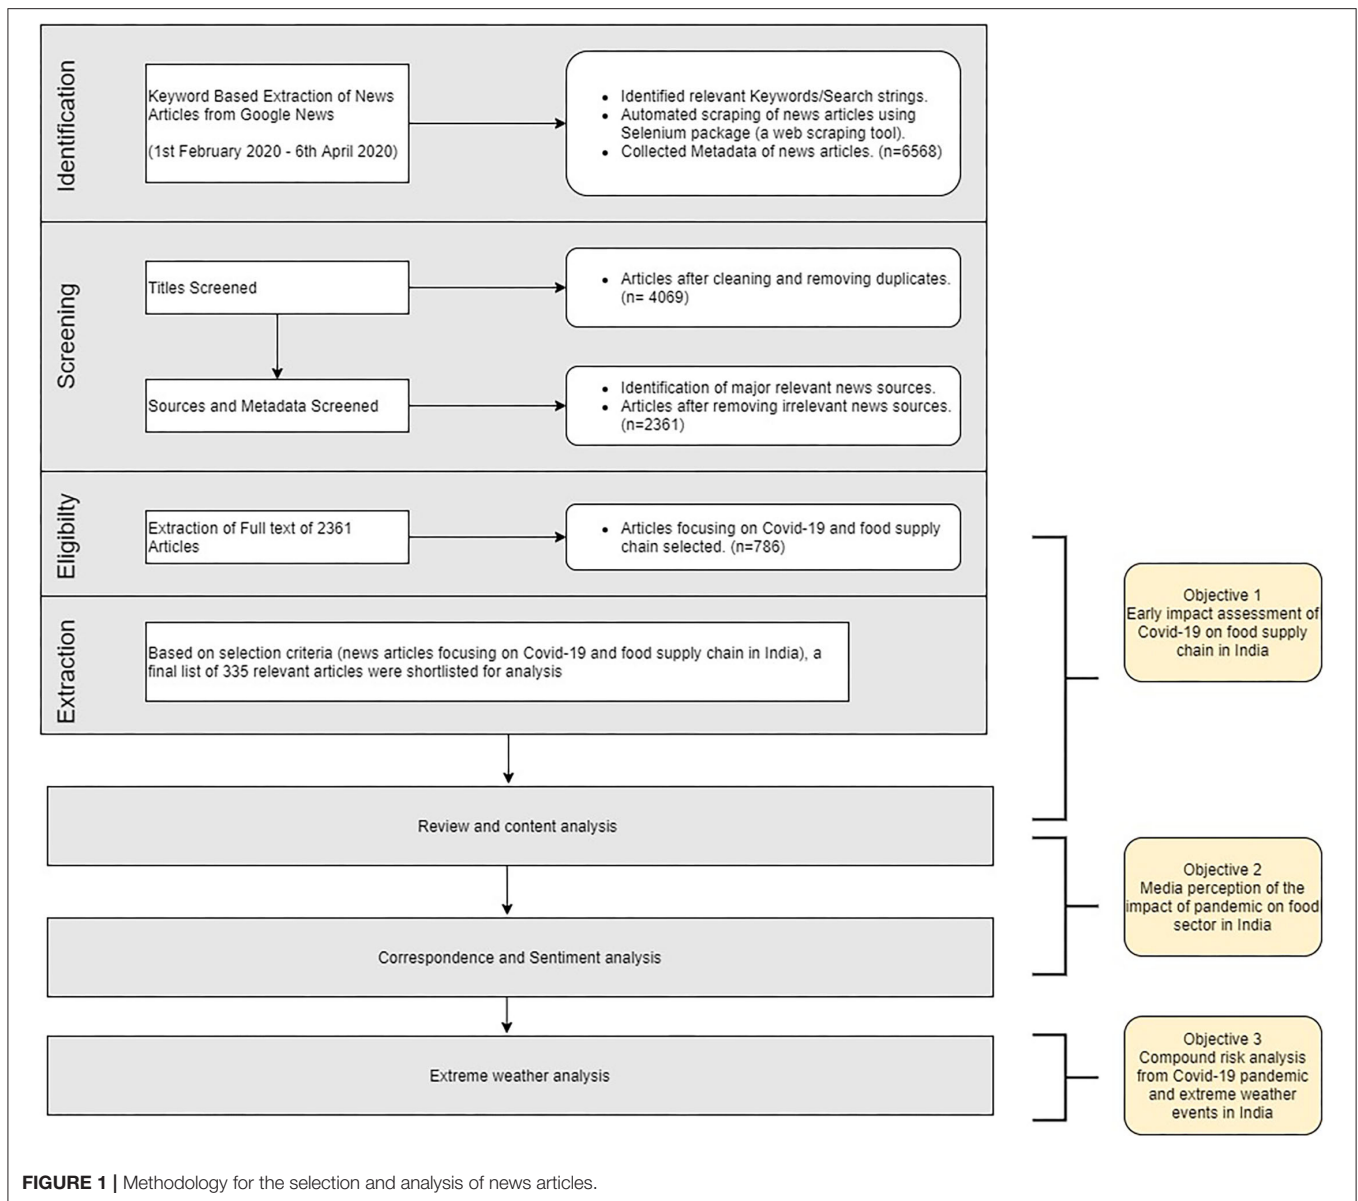 Identification
Keyword Based Extraction of News
Articles from Google News
(1st February 2020 - 6th April 2020)
• Identified relevant Keywords/Search strings.
• Automated scraping of news articles using
Selenium package (a web scraping tool).
• Collected Metadata of news articles. (n=6568)
Screening
Titles Screened
• Articles after cleaning and removing duplicates.
(n= 4069)
Sources and Metadata Screened
• Identification of major relevant news sources.
• Articles after removing irrelevant news sources.
(n=2361)
Eligibilty
Extraction of Full text of 2361
Articles
• Articles focusing on Covid-19 and food supply
chain selected. (n=786)
Extraction
Based on selection criteria (news articles focusing on Covid-19 and food supply chain in India), a
final list of 335 relevant articles were shortlisted for analysis
Objective 1
Early impact assessment of
Covid-19 on food supply
chain in India
Review and content analysis
Objective 2
Media perception of the
impact of pandemic on food
sector in India
Correspondence and Sentiment analysis
Extreme weather analysis
Objective 3
Compound risk analysis
from Covid-19 pandemic
and extreme weather
events in India
FIGURE 1 | Methodology for the selection and analysis of news articles.